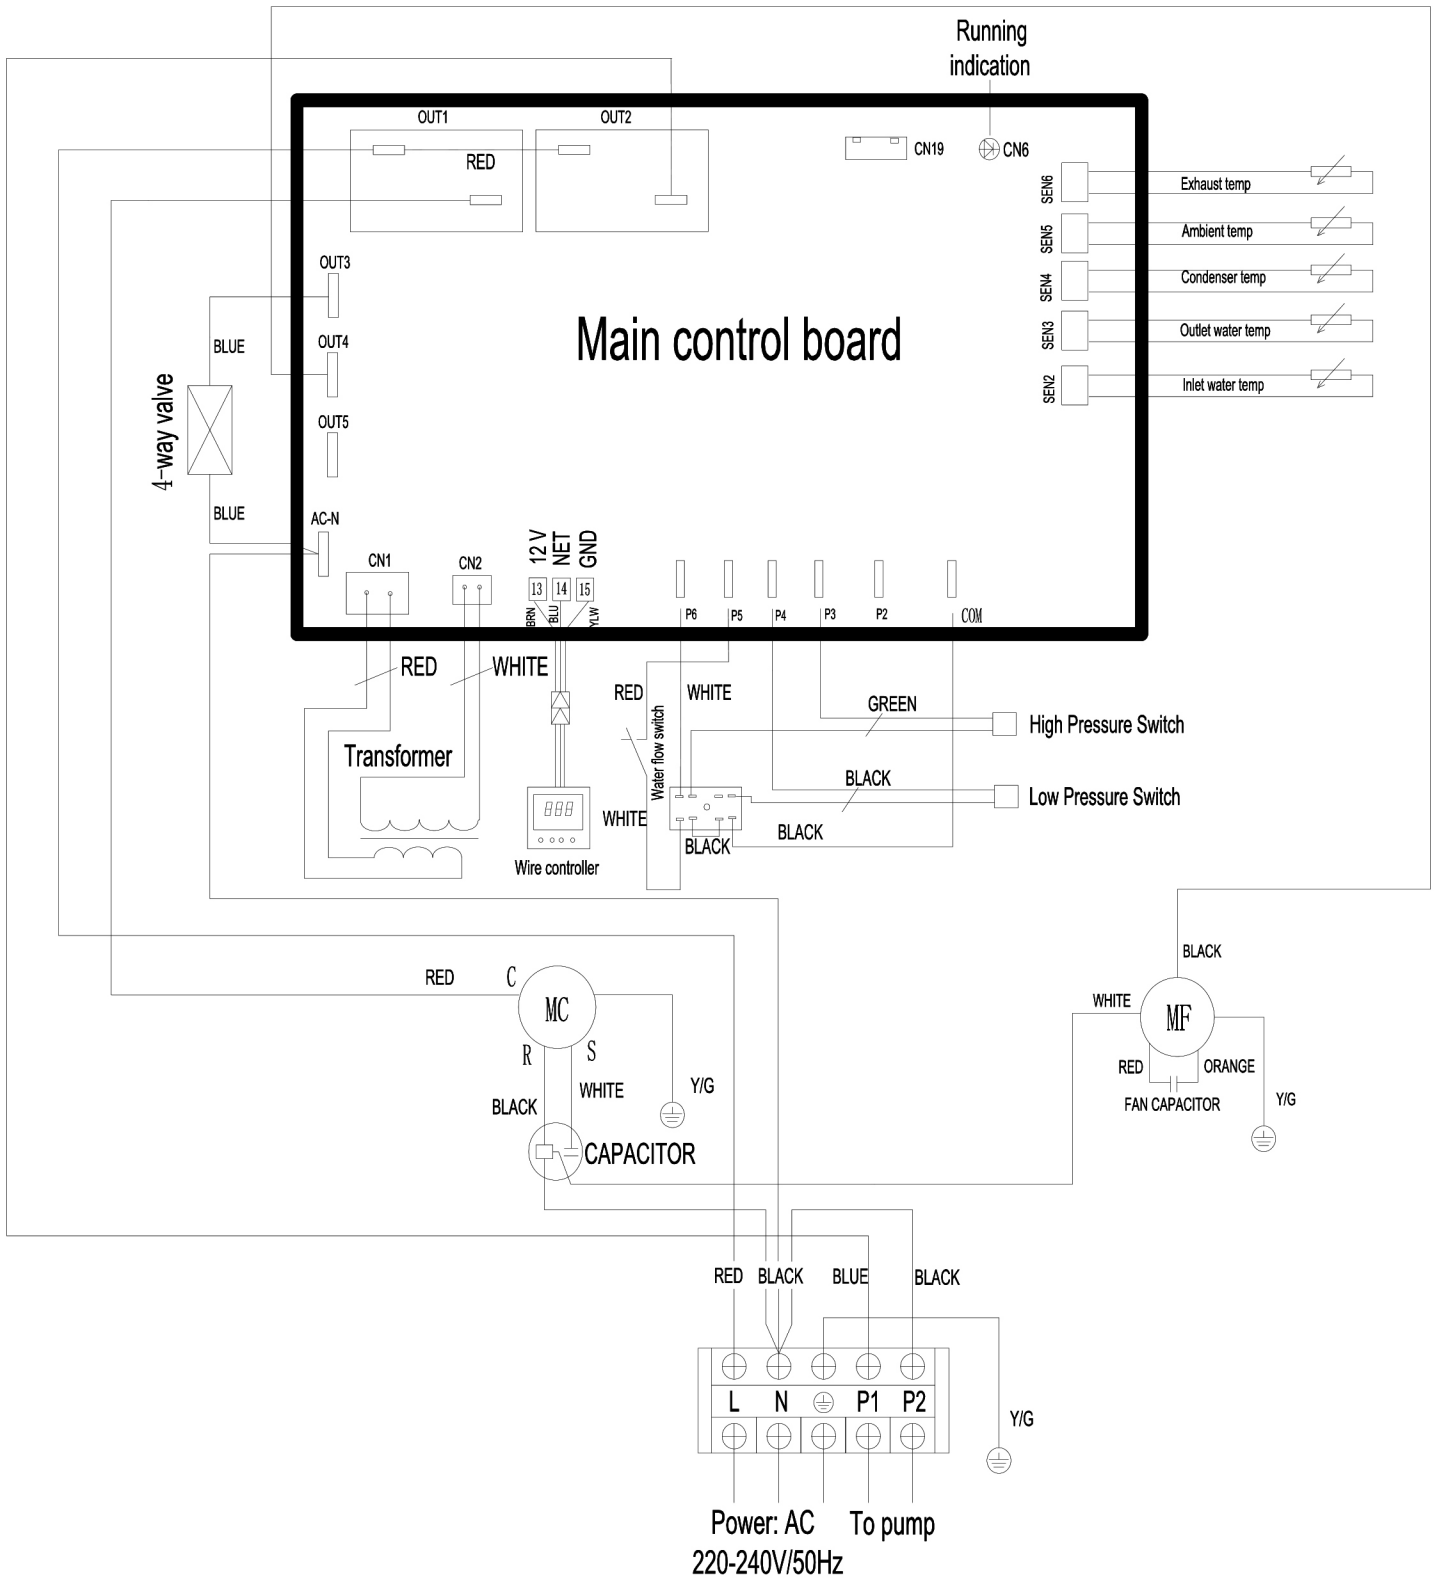 Running
indication
OUT1
OUT2
RED
CN19
CN6
SEN6
Exhaust temp
SEN5
Ambient temp
SEN4
Condenser temp
SEN3
Outlet water temp
SEN2
Inlet water temp
OUT3
BLUE
OUT4
Main control board
4-way valve
OUT5
BLUE
AC-N
CN1
CN2
12 V
NET
GND
13
14
15
BRN
BLU
YLW
P6
P5
P4
P3
P2
COM
RED
WHITE
RED
WHITE
Water flow switch
GREEN
High Pressure Switch
Transformer
BLACK
Low Pressure Switch
WHITE
BLACK
BLACK
Wire controller
BLACK
RED
C
MC
R
S
WHITE
BLACK
Y/G
CAPACITOR
WHITE
MF
RED
ORANGE
FAN CAPACITOR
Y/G
RED
BLACK
BLUE
BLACK
L
N
P1
P2
Y/G
Power: AC
220-240V/50Hz
To pump